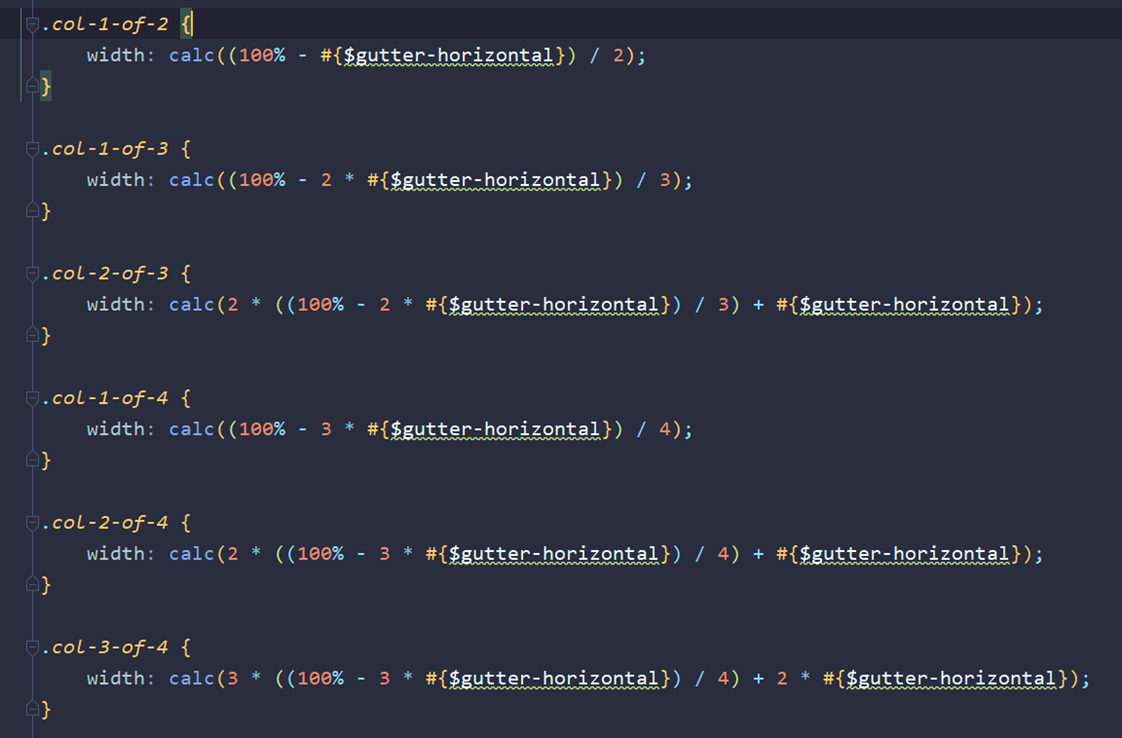 .col-1-of-2 {
    width: calc((100% - #{$gutter-horizontal}) / 2);
}

.col-1-of-3 {
    width: calc((100% - 2 * #{$gutter-horizontal}) / 3);
}

.col-2-of-3 {
    width: calc(2 * ((100% - 2 * #{$gutter-horizontal}) / 3) + #{$gutter-horizontal});
}

.col-1-of-4 {
    width: calc((100% - 3 * #{$gutter-horizontal}) / 4);
}

.col-2-of-4 {
    width: calc(2 * ((100% - 3 * #{$gutter-horizontal}) / 4) + #{$gutter-horizontal});
}

.col-3-of-4 {
    width: calc(3 * ((100% - 3 * #{$gutter-horizontal}) / 4) + 2 * #{$gutter-horizontal});
}